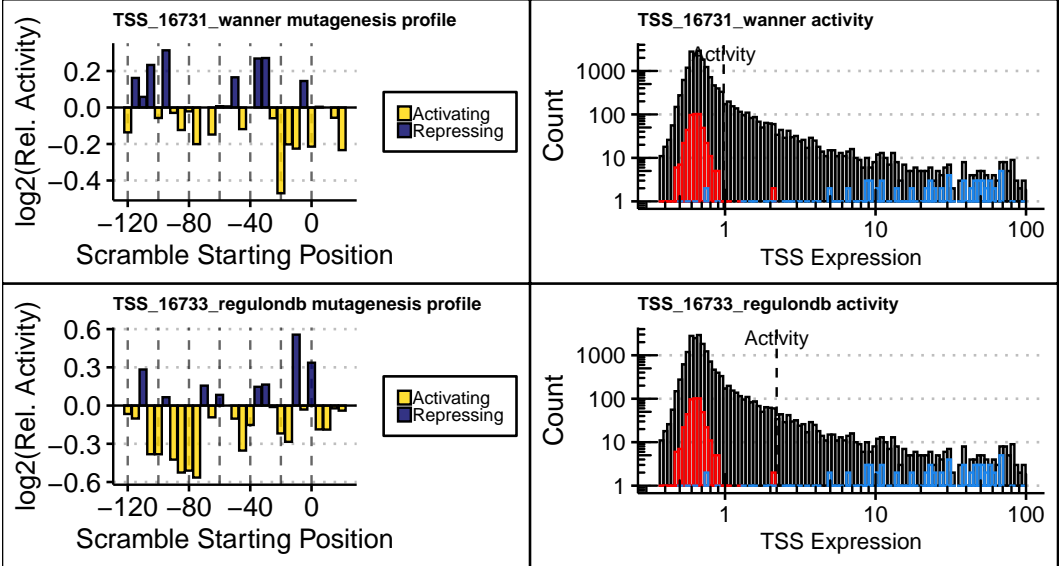 TSS_16731_wanner mutagenesis profile
log2(Rel. Activity)
0.2
0.0
−0.2
−0.4
−120 −80 −40 0
Scramble Starting Position
Activating
Repressing
TSS_16731_wanner activity
Activity
Count
1000
100
10
1
1 10 100
TSS Expression
TSS_16733_regulondb mutagenesis profile
log2(Rel. Activity)
0.6
0.3
0.0
−0.3
−0.6
−120 −80 −40 0
Scramble Starting Position
Activating
Repressing
TSS_16733_regulondb activity
Activity
Count
1000
100
10
1
1 10 100
TSS Expression